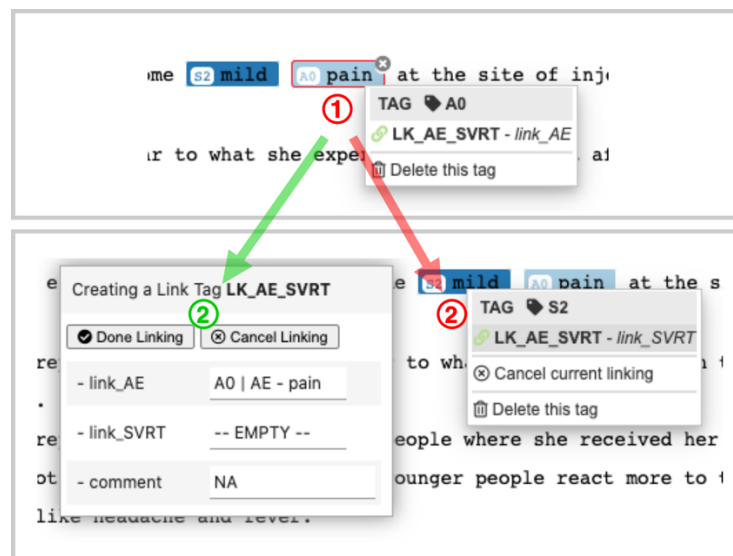 ome S2 mild A0 pain at the site of inj
①
TAG A0
LK_AE_SVRT - link_AE
Delete this tag
ar to what she expe af
e S2 mild A0 pain at the s
Creating a Link Tag LK_AE_SVRT
②
②
Done Linking Cancel Linking
- link_AE A0 | AE - pain
- link_SVRT -- EMPTY --
- comment NA
TAG S2
LK_AE_SVRT - link_SVRT
Cancel current linking
Delete this tag
re to wh n t
.
re eople where she received her
ot ounger people react more to t
like headache and fever.